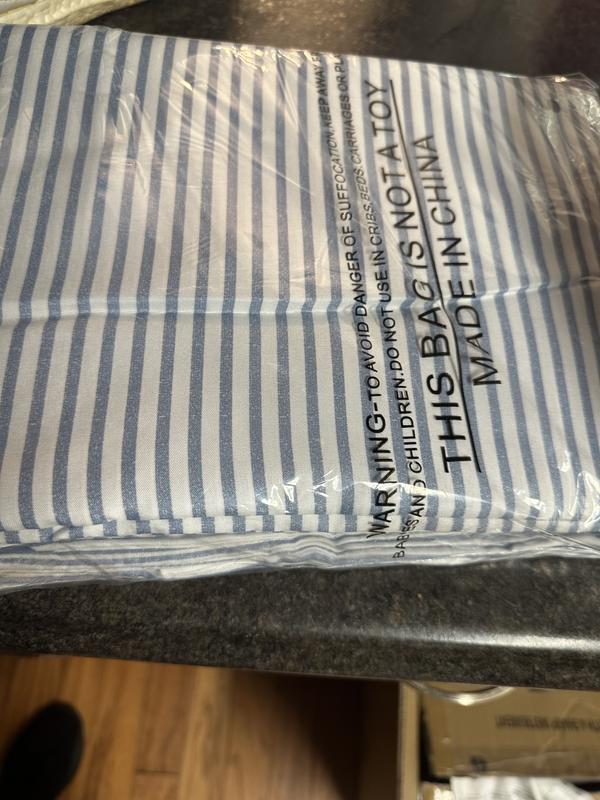 WARNING-TO AVOID DANGER OF SUFFOCATION,KEEP AWAY
BABES AND CHILDREN.DO NOT USE IN CRIBS.BEDS.CARRIAGES OR
THIS BAG IS NOT A TOY
MADE IN CHINA